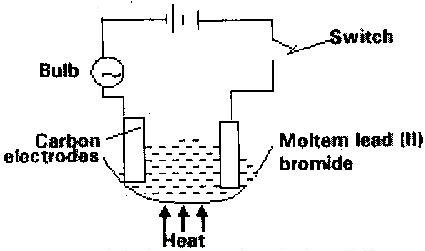 Switch
Bulb
Carbon
electrodes
Moltem lead (II)
bromide
Heat